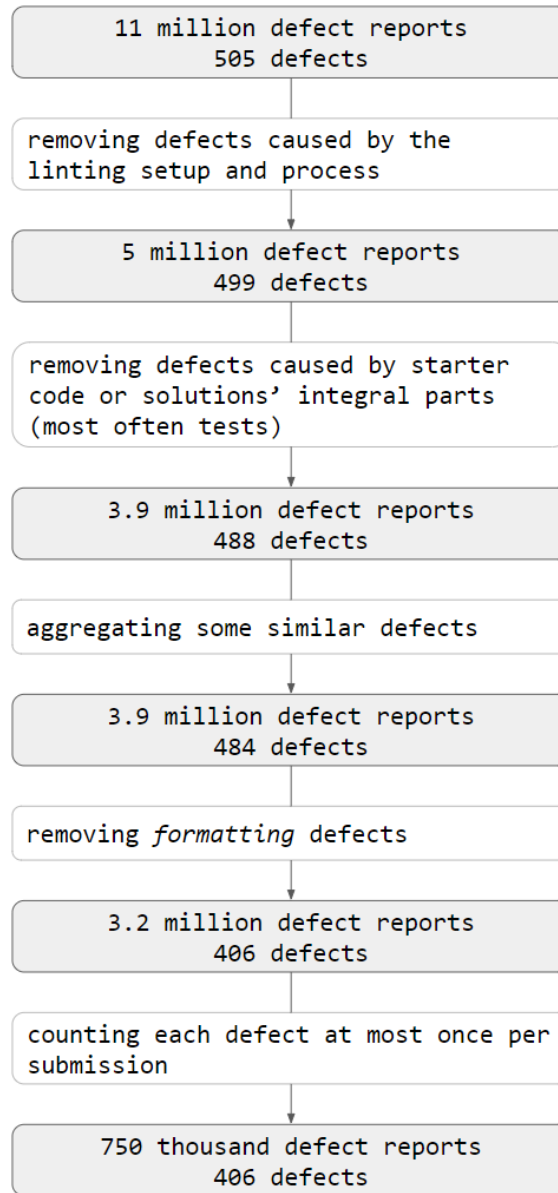 11 million defect reports
505 defects
removing defects caused by the
linting setup and process
5 million defect reports
499 defects
removing defects caused by starter
code or solutions’ integral parts
(most often tests)
3.9 million defect reports
488 defects
aggregating some similar defects
3.9 million defect reports
484 defects
removing formatting defects
3.2 million defect reports
406 defects
counting each defect at most once per
submission
750 thousand defect reports
406 defects